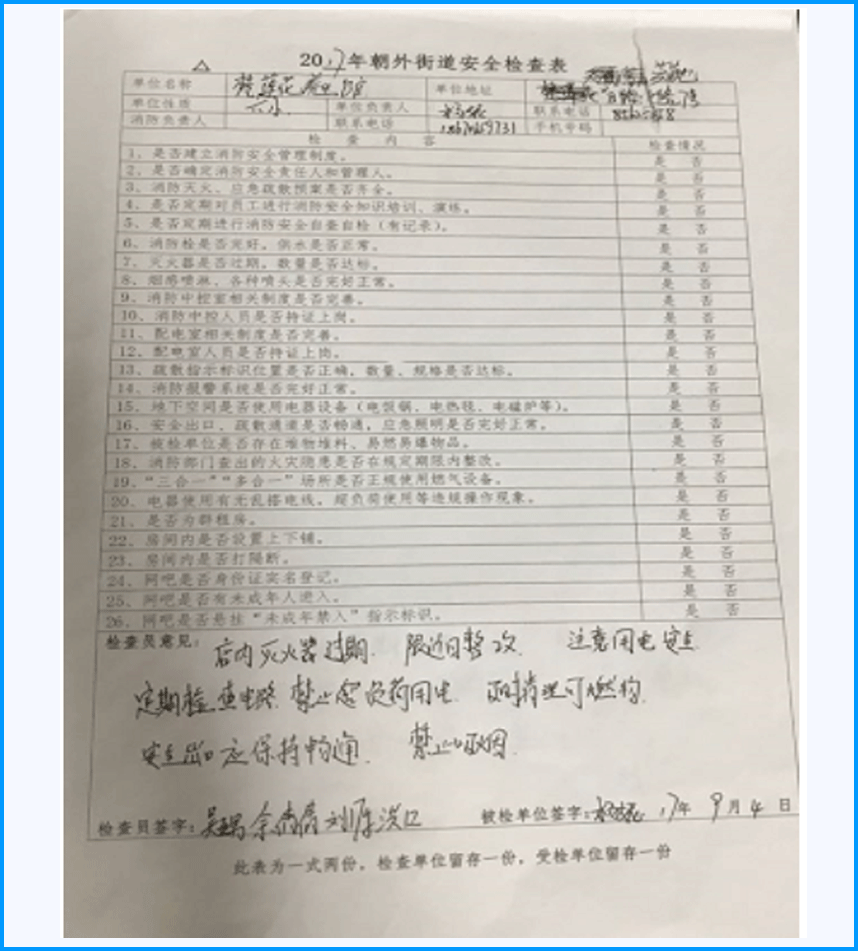 2017年朝外街道安全检查表
单位名称 单位地址
单位性质 六小 单位负责人 联系电话
消防负责人 联系电话 手机号码
检 查 内 容 检查情况
1、是否建立消防安全管理制度。 是 否
2、是否确定消防安全责任人和管理人。 是 否
3、消防灭火、应急疏散预案是否齐全。 是 否
4、是否定期对员工进行消防安全知识培训、演练。 是 否
5、是否定期进行消防安全自查自检（有记录）。 是 否
6、消防栓是否完好，供水是否正常。 是 否
7、灭火器是否过期，数量是否达标。 是 否
8、烟感喷淋、各种喷头是否完好正常。 是 否
9、消防中控室相关制度是否完善。 是 否
10、消防中控人员是否持证上岗。 是 否
11、配电室相关制度是否完善。 是 否
12、配电室人员是否持证上岗。 是 否
13、疏散指示标识位置是否正确，数量、规格是否达标。 是 否
14、消防报警系统是否完好正常。 是 否
15、地下空间是否使用电器设备（电饭锅、电热毯、电磁炉等）。 是 否
16、安全出口、疏散通道是否畅通，应急照明是否完好正常。 是 否
17、被检单位是否存在堆物堆料、易燃易爆物品。 是 否
18、消防部门查出的火灾隐患是否在规定期限内整改。 是 否
19、“三合一”“多合一”场所是否正规使用燃气设备。 是 否
20、电器使用有无乱搭电线，超负荷使用等违规操作现象。 是 否
21、是否为群租房。 是 否
22、房间内是否设置上下铺。 是 否
23、房间内是否打隔断。 是 否
24、网吧是否身份证实名登记。 是 否
25、网吧是否有未成年人进入。 是 否
26、网吧是否悬挂“未成年禁入”指示标识。 是 否
检查员意见： 店内灭火器过期. 限近日整改. 注意用电安全
定期检查电路. 禁止超负荷用电. 及时清理可燃物.
安全出口应保持畅通. 禁止吸烟.
检查员签字： 被检单位签字： 17年 9月 4 日
此表为一式两份，检查单位留存一份，受检单位留存一份